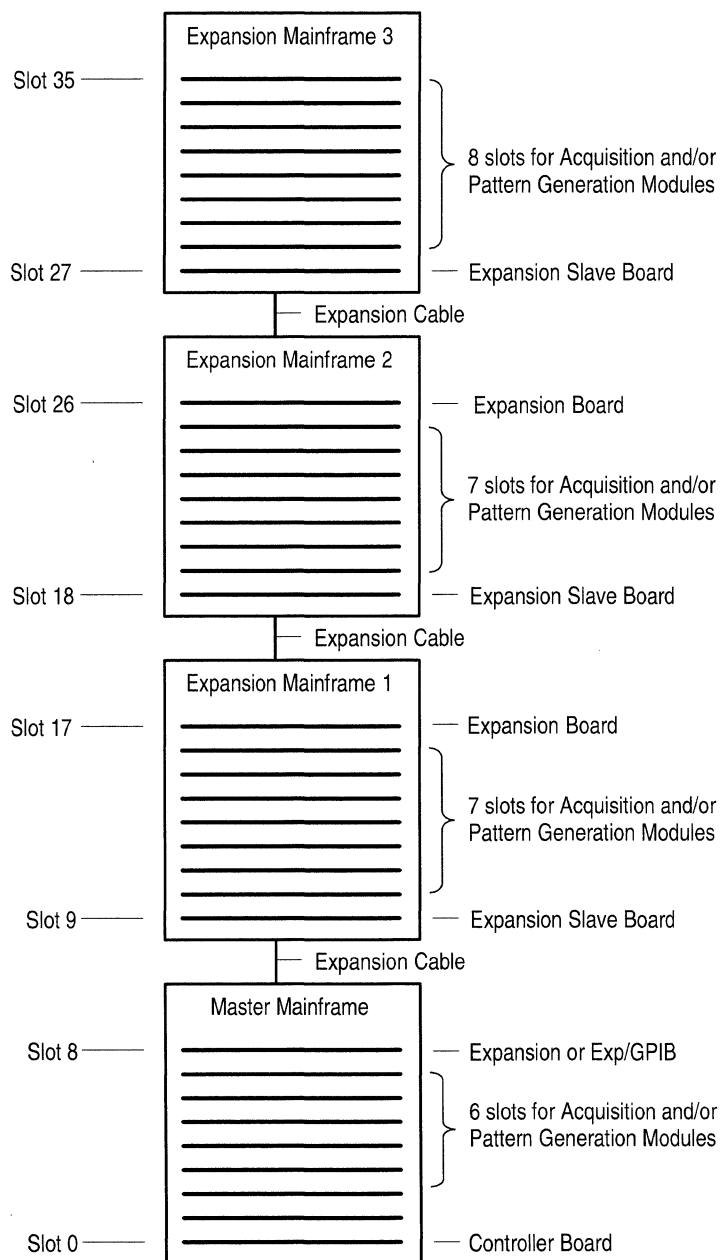 Expansion Mainframe 3
Slot 35
8 slots for Acquisition and/or
Pattern Generation Modules
Slot 27
Expansion Slave Board
Expansion Cable
Expansion Mainframe 2
Slot 26
Expansion Board
7 slots for Acquisition and/or
Pattern Generation Modules
Slot 18
Expansion Slave Board
Expansion Cable
Expansion Mainframe 1
Slot 17
Expansion Board
7 slots for Acquisition and/or
Pattern Generation Modules
Slot 9
Expansion Slave Board
Expansion Cable
Master Mainframe
Slot 8
Expansion or Exp/GPIB
6 slots for Acquisition and/or
Pattern Generation Modules
Slot 0
Controller Board